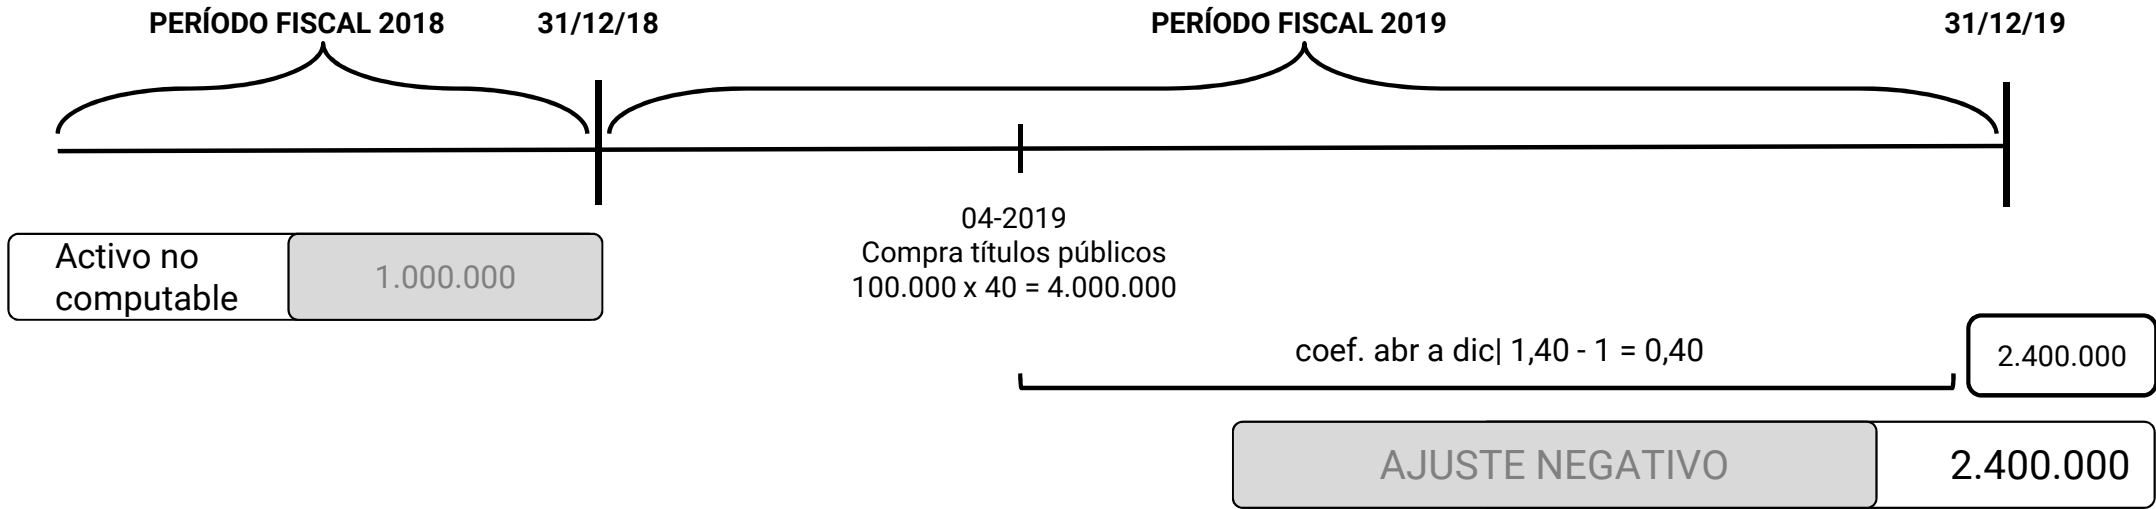 PERÍODO FISCAL 2018
31/12/18
PERÍODO FISCAL 2019
31/12/19
Activo no
computable
1.000.000
04-2019
Compra títulos públicos
100.000 x 40 = 4.000.000
coef. abr a dic| 1,40 - 1 = 0,40
2.400.000
AJUSTE NEGATIVO
2.400.000